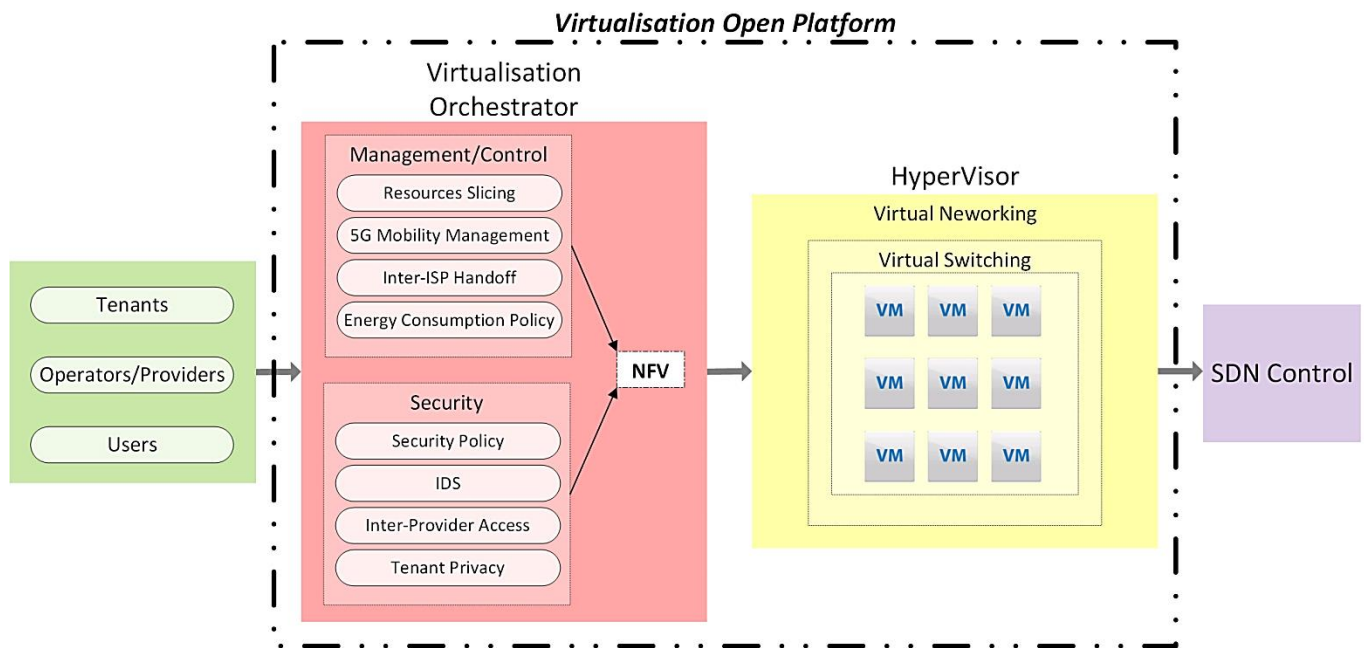 Virtualisation Open Platform
Virtualisation
Orchestrator
Management/Control
Resources Slicing
5G Mobility Management
Inter-ISP Handoff
Energy Consumption Policy
Security
Security Policy
IDS
Inter-Provider Access
Tenant Privacy
NFV
Tenants
Operators/Providers
Users
HyperVisor
Virtual Neworking
Virtual Switching
VM VM VM
VM VM VM
VM VM VM
SDN Control